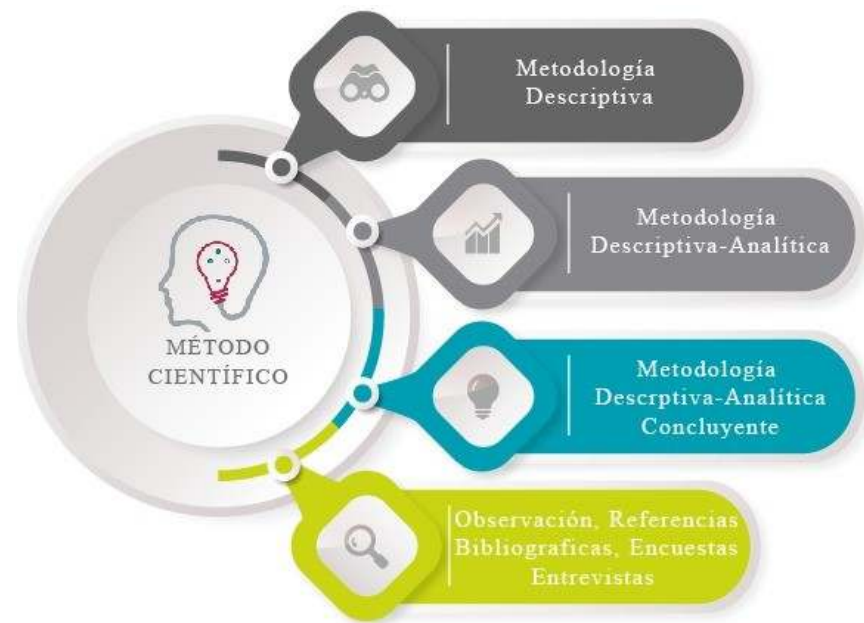 MÉTODO
CIENTÍFICO
Metodología
Descriptiva
Metodología
Descriptiva-Analítica
Metodología
Descrptiva-Analítica
Concluyente
Observación, Referencias
Bibliograficas, Encuestas
Entrevistas